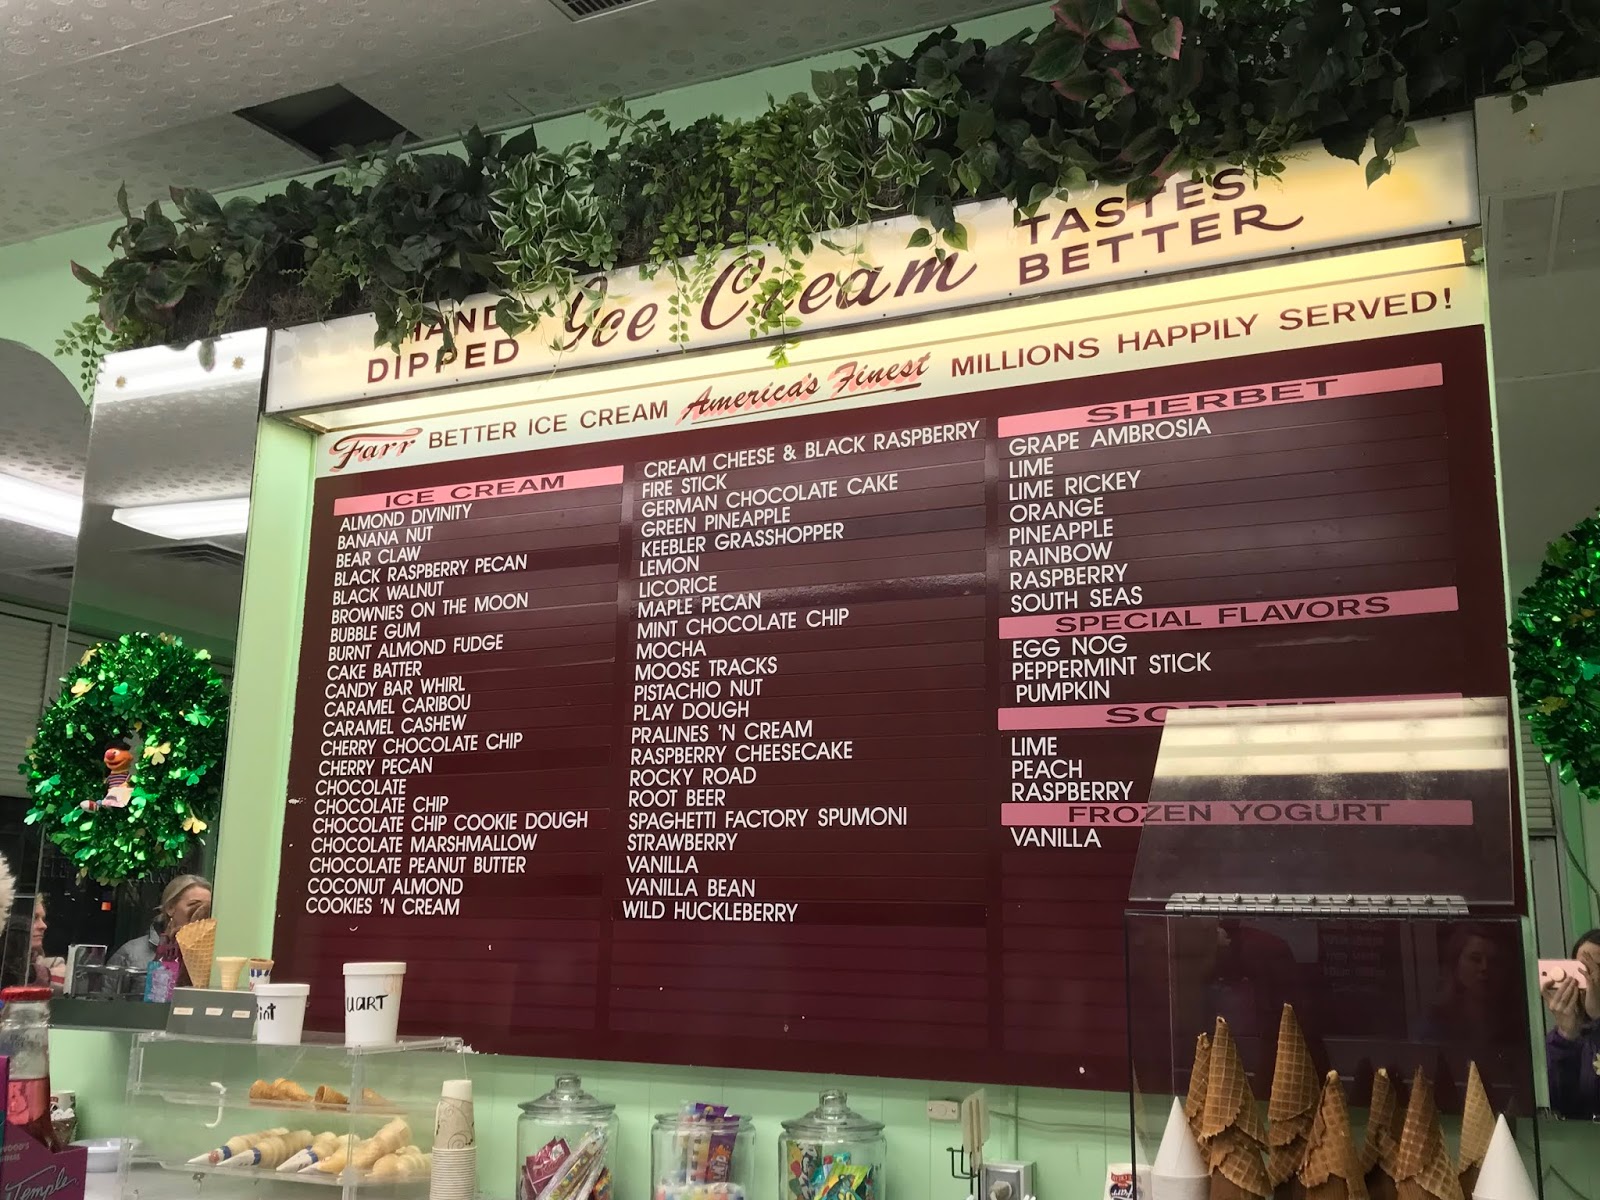 HAND DIPPED Ice Cream TASTES BETTER
Farr BETTER ICE CREAM America's Finest MILLIONS HAPPILY SERVED!
ICE CREAM
ALMOND DIVINITY
BANANA NUT
BEAR CLAW
BLACK RASPBERRY PECAN
BLACK WALNUT
BROWNIES ON THE MOON
BUBBLE GUM
BURNT ALMOND FUDGE
CAKE BATTER
CANDY BAR WHIRL
CARAMEL CARIBOU
CARAMEL CASHEW
CHERRY CHOCOLATE CHIP
CHERRY PECAN
CHOCOLATE
CHOCOLATE CHIP
CHOCOLATE CHIP COOKIE DOUGH
CHOCOLATE MARSHMALLOW
CHOCOLATE PEANUT BUTTER
COCONUT ALMOND
COOKIES 'N CREAM
CREAM CHEESE & BLACK RASPBERRY
FIRE STICK
GERMAN CHOCOLATE CAKE
GREEN PINEAPPLE
KEEBLER GRASSHOPPER
LEMON
LICORICE
MAPLE PECAN
MINT CHOCOLATE CHIP
MOCHA
MOOSE TRACKS
PISTACHIO NUT
PLAY DOUGH
PRALINES 'N CREAM
RASPBERRY CHEESECAKE
ROCKY ROAD
ROOT BEER
SPAGHETTI FACTORY SPUMONI
STRAWBERRY
VANILLA
VANILLA BEAN
WILD HUCKLEBERRY
SHERBET
GRAPE AMBROSIA
LIME
LIME RICKEY
ORANGE
PINEAPPLE
RAINBOW
RASPBERRY
SOUTH SEAS
SPECIAL FLAVORS
EGG NOG
PEPPERMINT STICK
PUMPKIN
SORBET
LIME
PEACH
RASPBERRY
FROZEN YOGURT
VANILLA
int
UART
Temple